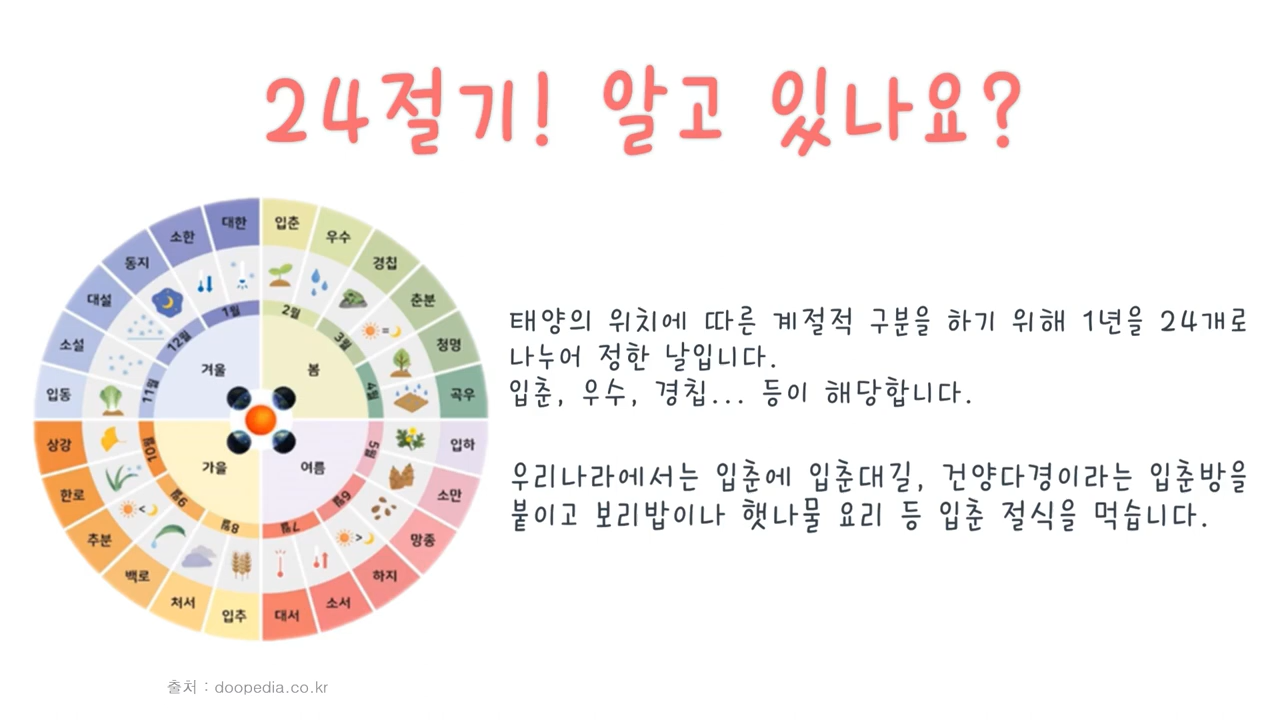 24절기! 알고 있나요?
대한
입춘
우수
경칩
춘분
청명
곡우
입하
소만
망종
하지
소서
대서
입추
처서
백로
추분
한로
상강
입동
소설
대설
동지
소한
1월
2월
3월
4월
5월
6월
7월
8월
9월
10월
11월
12월
겨울
봄
가을
여름
=
>
<
태양의 위치에 따른 계절적 구분을 하기 위해 1년을 24개로
나누어 정한 날입니다.
입춘, 우수, 경칩... 등이 해당합니다.
우리나라에서는 입춘에 입춘대길, 건양다경이라는 입춘방을
붙이고 보리밥이나 햇나물 요리 등 입춘 절식을 먹습니다.
출처 : doopedia.co.kr